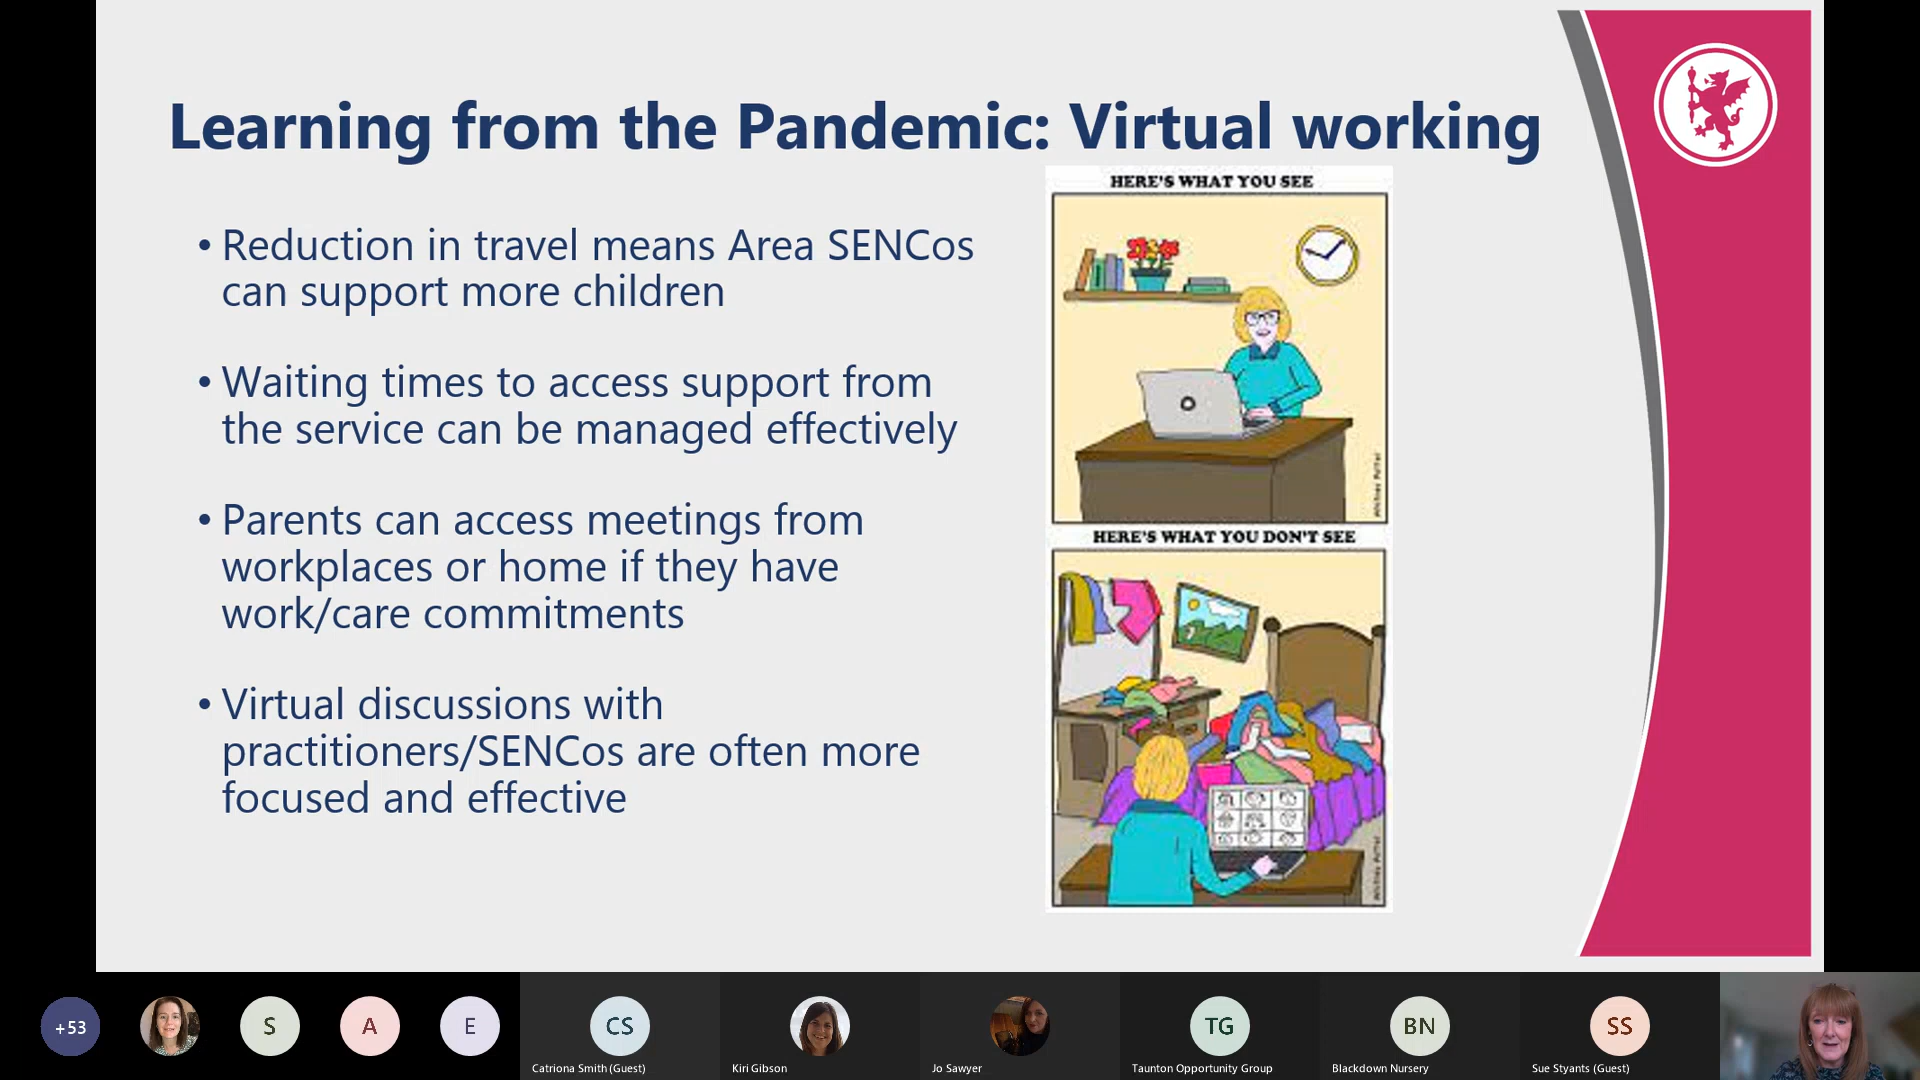 Learning from the Pandemic: Virtual working
• Reduction in travel means Area SENCos
can support more children
• Waiting times to access support from
the service can be managed effectively
• Parents can access meetings from
workplaces or home if they have
work/care commitments
• Virtual discussions with
practitioners/SENCos are often more
focused and effective
HERE'S WHAT YOU SEE
HERE'S WHAT YOU DON'T SEE
+53
S
A
E
CS
TG
BN
SS
Catriona Smith (Guest)
Kiri Gibson
Jo Sawyer
Taunton Opportunity Group
Blackdown Nursery
Sue Styants (Guest)